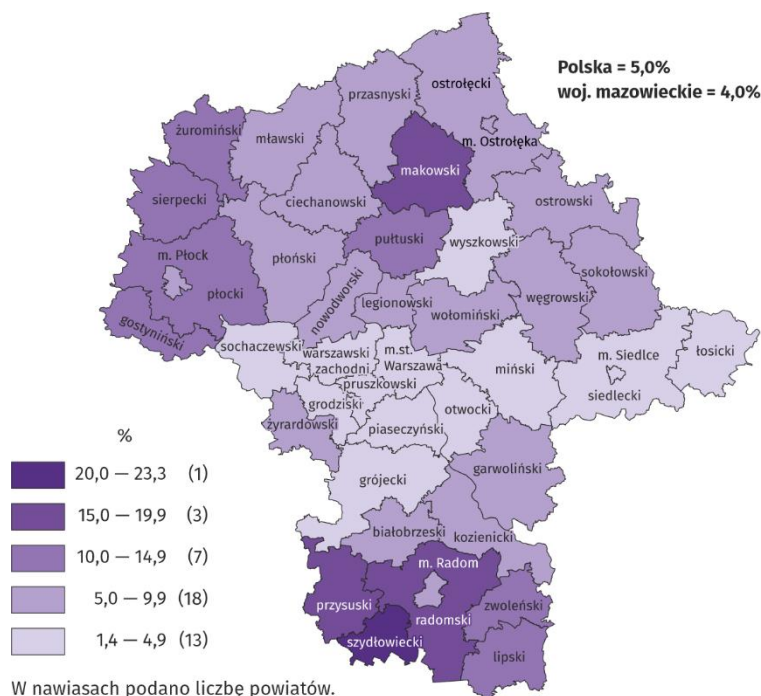 Polska = 5,0%
woj. mazowieckie = 4,0%
ostrołęcki
przasnyski
żuromiński
mławski
m. Ostrołęka
makowski
sierpecki
ciechanowski
ostrowski
pułtuski
wyszkowski
m. Płock
płoński
sokołowski
płocki
nowodworski
legionowski
węgrowski
wołomiński
gostyniński
sochaczewski
warszawski
zachodni
m.st.
Warszawa
pruszkowski
miński
m. Siedlce
łosicki
siedlecki
grodziski
otwocki
żyrardowski
piaseczyński
garwoliński
grójecki
białobrzeski
kozienicki
m. Radom
przysuski
radomski
zwoleński
szydłowiecki
lipski
%
20,0 — 23,3 (1)
15,0 — 19,9 (3)
10,0 — 14,9 (7)
5,0 — 9,9 (18)
1,4 — 4,9 (13)
W nawiasach podano liczbę powiatów.